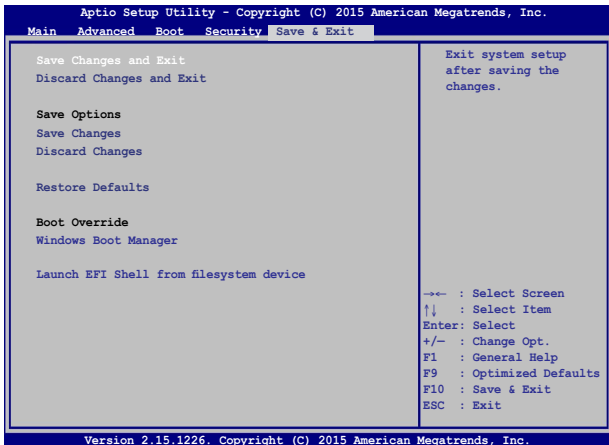 Aptio Setup Utility - Copyright (C) 2015 American Megatrends, Inc.
Main Advanced Boot Security Save & Exit
Save Changes and Exit
Discard Changes and Exit
Save Options
Save Changes
Discard Changes
Restore Defaults
Boot Override
Windows Boot Manager
Launch EFI Shell from filesystem device
Exit system setup
after saving the
changes.
→← : Select Screen
↑↓ : Select Item
Enter: Select
+/— : Change Opt.
F1 : General Help
F9 : Optimized Defaults
F10 : Save & Exit
ESC : Exit
Version 2.15.1226. Copyright (C) 2015 American Megatrends, Inc.